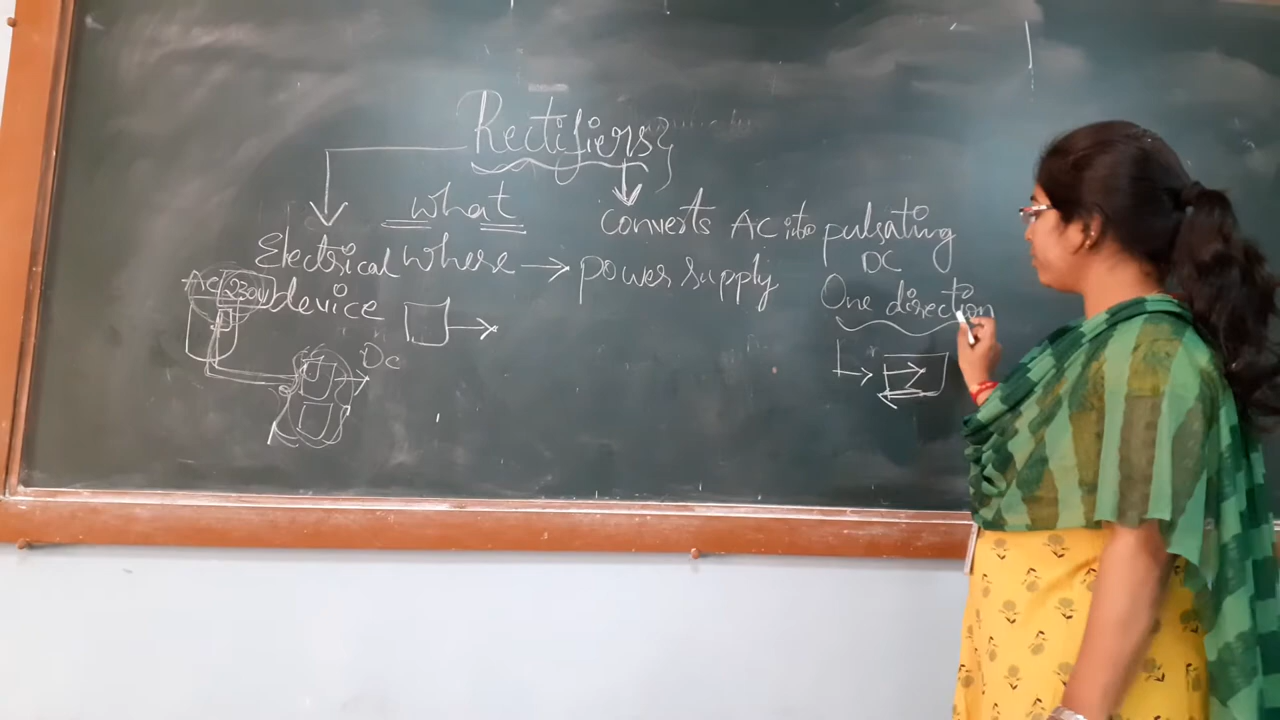 Rectifiers
what
converts AC into pulsating
DC
Electrical where → power supply
device
One direction
AC 230V
DC